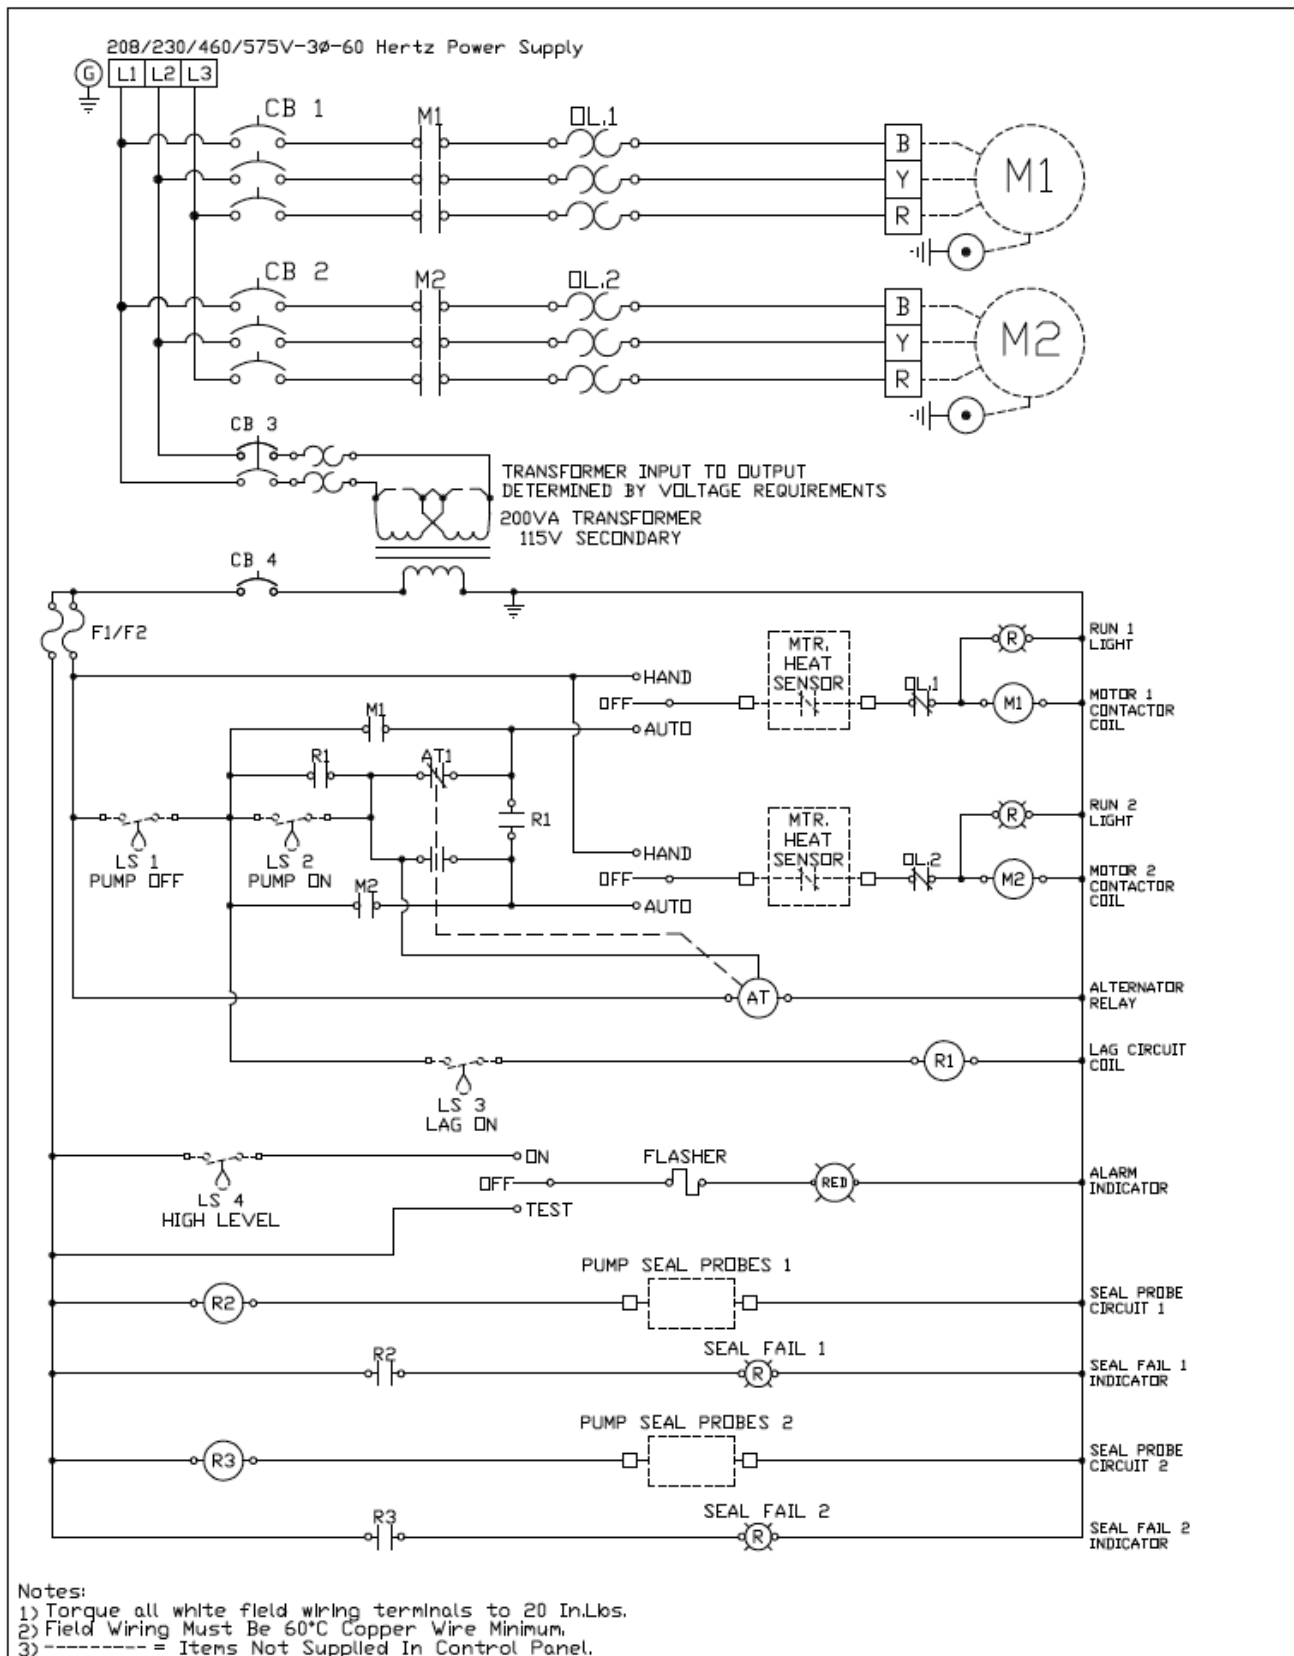 208/230/460/575V-3Ø-60 Hertz Power Supply
G L1 L2 L3
CB 1 M1 OL.1
B
Y
R
M1
CB 2 M2 OL.2
B
Y
R
M2
CB 3
TRANSFORMER INPUT TO OUTPUT
DETERMINED BY VOLTAGE REQUIREMENTS
200VA TRANSFORMER
115V SECONDARY
CB 4
F1/F2
R
RUN 1
LIGHT
MTR.
HEAT
SENSOR
HAND
OFF
AUTO
OL.1
M1
MOTOR 1
CONTACTOR
COIL
M1
R1
AT1
R1
LS 1
PUMP OFF
LS 2
PUMP ON
M2
R
RUN 2
LIGHT
MTR.
HEAT
SENSOR
HAND
OFF
AUTO
OL.2
M2
MOTOR 2
CONTACTOR
COIL
AT
ALTERNATOR
RELAY
LS 3
LAG ON
R1
LAG CIRCUIT
COIL
LS 4
HIGH LEVEL
ON
OFF
TEST
FLASHER
RED
ALARM
INDICATOR
PUMP SEAL PROBES 1
R2
SEAL PROBE
CIRCUIT 1
R2
SEAL FAIL 1
R
SEAL FAIL 1
INDICATOR
PUMP SEAL PROBES 2
R3
SEAL PROBE
CIRCUIT 2
R3
SEAL FAIL 2
R
SEAL FAIL 2
INDICATOR
Notes:
1) Torque all white field wiring terminals to 20 In.Lbs.
2) Field Wiring Must Be 60°C Copper Wire Minimum.
3) --------- = Items Not Supplied In Control Panel.